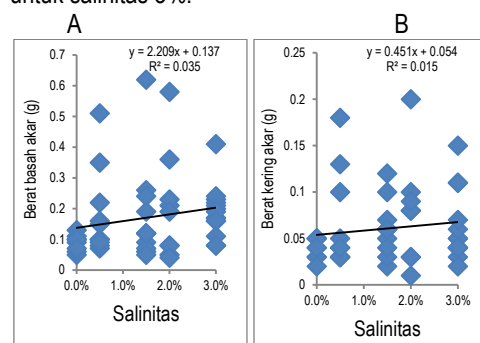 A B
y = 2.209x + 0.137
R² = 0.035
Berat basah akar (g)
0.7
0.6
0.5
0.4
0.3
0.2
0.1
0
0.0% 1.0% 2.0% 3.0%
Salinitas
y = 0.451x + 0.054
R² = 0.015
Berat kering akar (g)
0.25
0.2
0.15
0.1
0.05
0
0.0% 1.0% 2.0% 3.0%
Salinitas